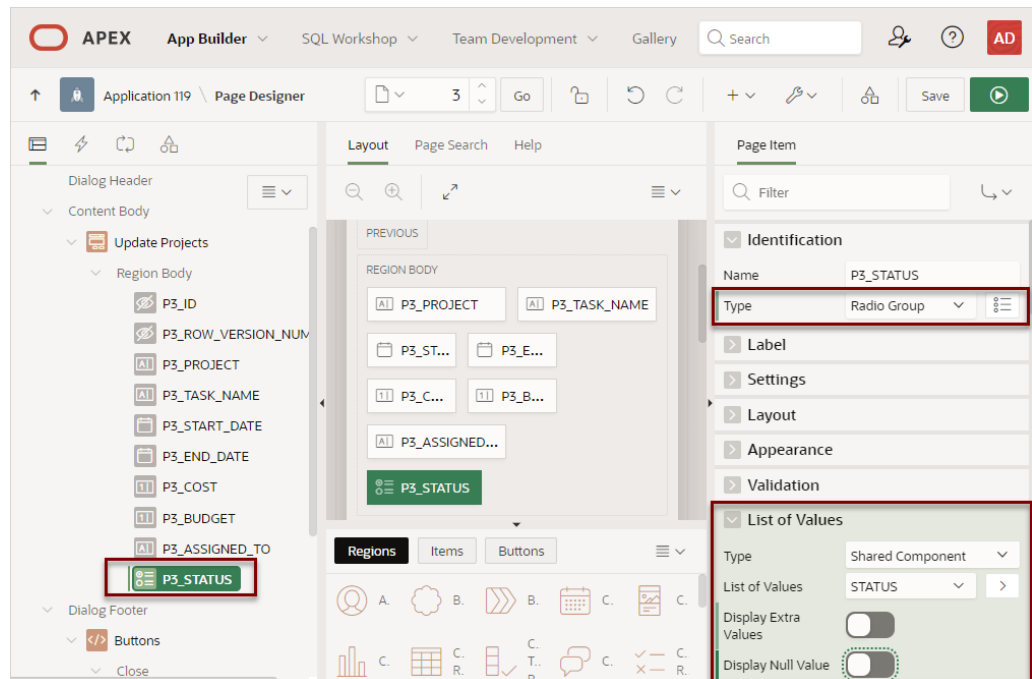 APEX App Builder SQL Workshop Team Development Gallery Search AD
Application 119 \ Page Designer 3 Go Save
Dialog Header
Content Body
Update Projects
Region Body
P3_ID
P3_ROW_VERSION_NUM
P3_PROJECT
P3_TASK_NAME
P3_START_DATE
P3_END_DATE
P3_COST
P3_BUDGET
P3_ASSIGNED_TO
P3_STATUS
Dialog Footer
</> Buttons
Close
Layout Page Search Help
PREVIOUS
REGION BODY
P3_PROJECT P3_TASK_NAME
P3_ST... P3_E...
P3_C... P3_B...
P3_ASSIGNED...
P3_STATUS
Regions Items Buttons
A. B. B. C. C.
C. C. R. C. T.. C. C. R.
Page Item
Filter
Identification
Name P3_STATUS
Type Radio Group
Label
Settings
Layout
Appearance
Validation
List of Values
Type Shared Component
List of Values STATUS
Display Extra
Values
Display Null Value